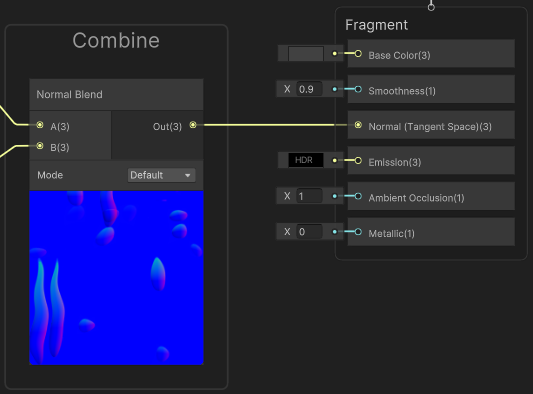 Combine
Normal Blend
A(3)
Out(3)
B(3)
Mode
Default
Fragment
Base Color(3)
X 0.9
Smoothness(1)
Normal (Tangent Space)(3)
HDR
Emission(3)
X 1
Ambient Occlusion(1)
X 0
Metallic(1)